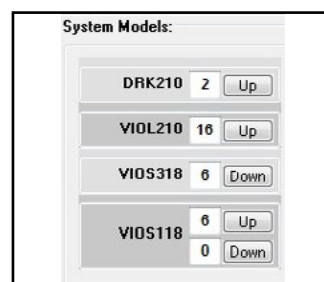 System Models:
DRK210 2 Up
VIOL210 16 Up
VIOS318 6 Down
VIOS118
6 Up
0 Down